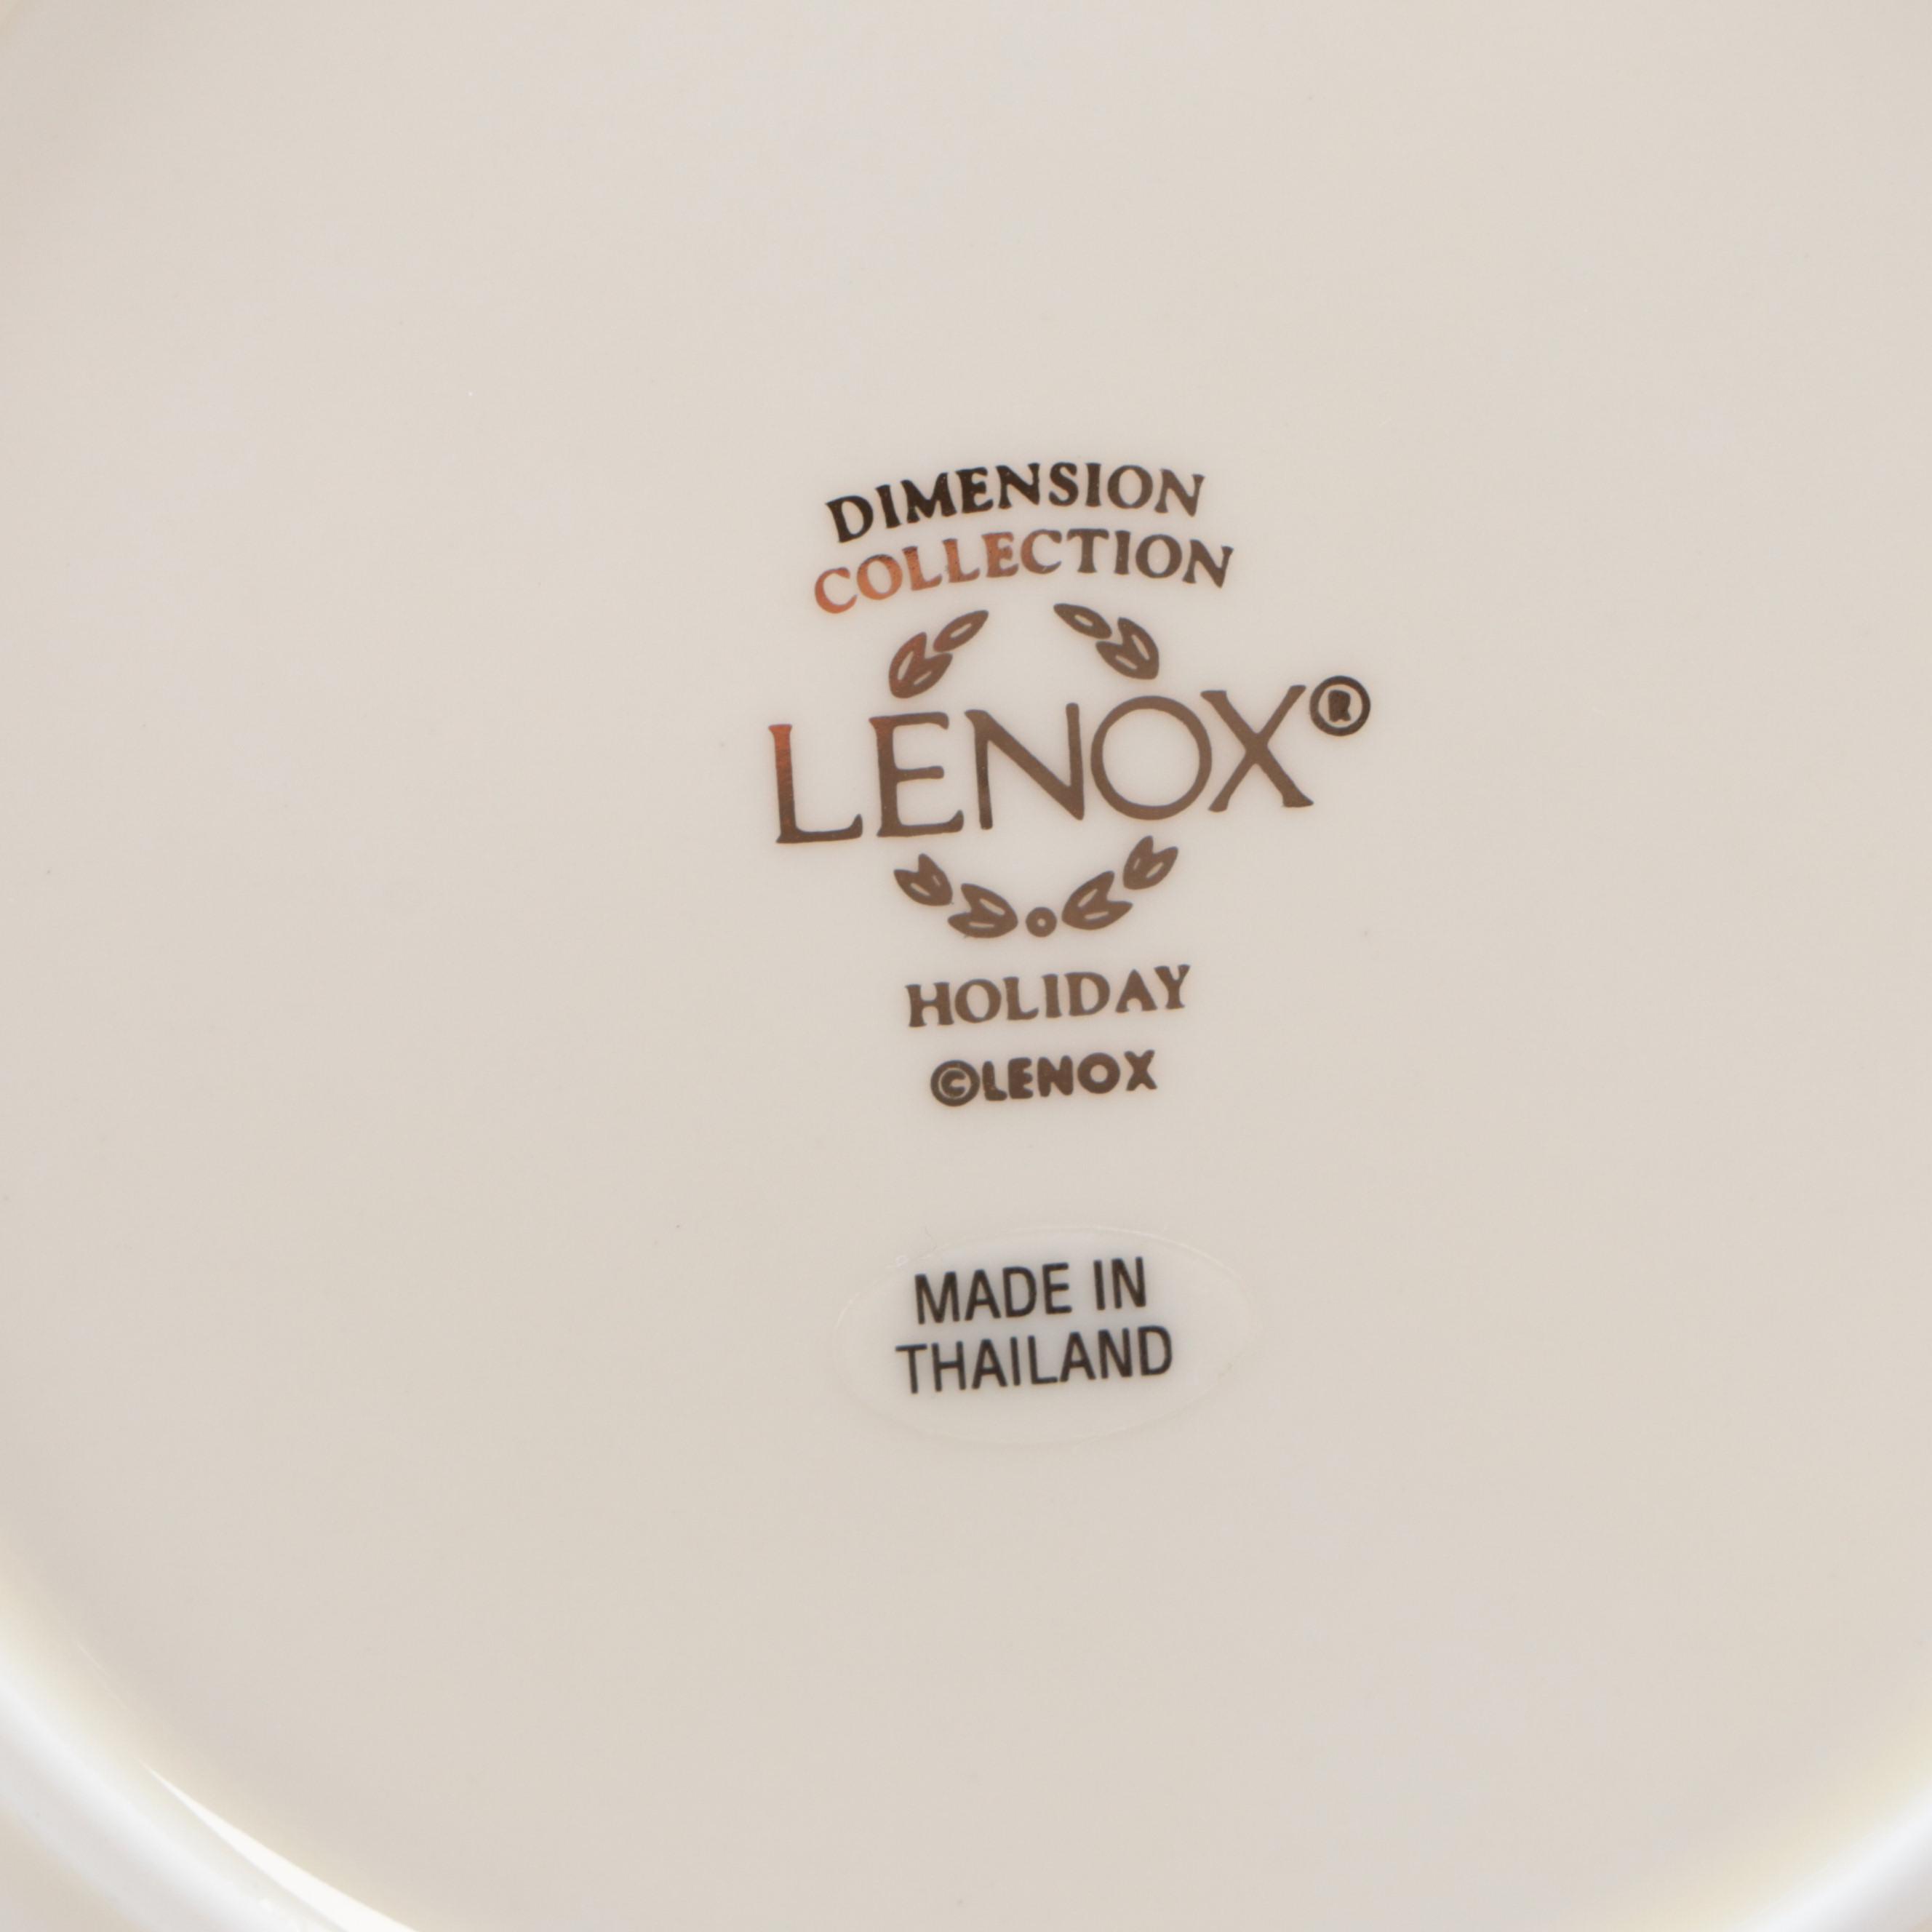 DIMENSION
COLLECTION
LENOX®
HOLIDAY
©LENOX
MADE IN
THAILAND